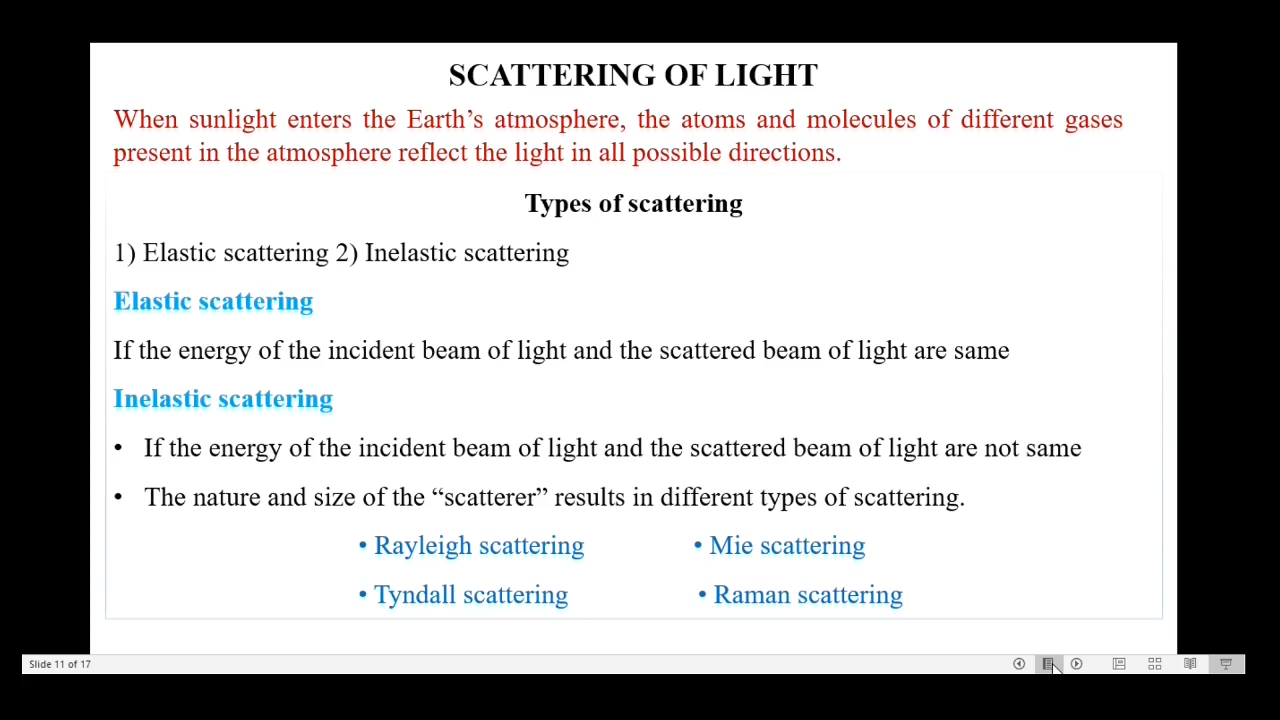 SCATTERING OF LIGHT
When sunlight enters the Earth’s atmosphere, the atoms and molecules of different gases
present in the atmosphere reflect the light in all possible directions.
Types of scattering
1) Elastic scattering 2) Inelastic scattering
Elastic scattering
If the energy of the incident beam of light and the scattered beam of light are same
Inelastic scattering
• If the energy of the incident beam of light and the scattered beam of light are not same
• The nature and size of the “scatterer” results in different types of scattering.
• Rayleigh scattering • Mie scattering
• Tyndall scattering • Raman scattering
Slide 11 of 17